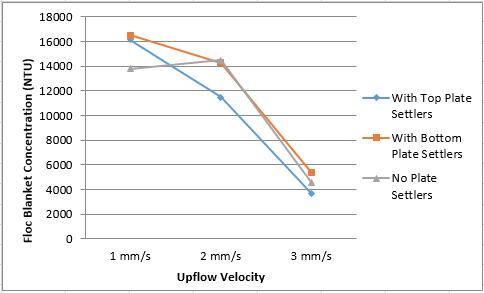 18000
16000
14000
12000
10000
8000
6000
4000
2000
0
Floc Blanket Concentration (NTU)
1 mm/s
2 mm/s
3 mm/s
Upflow Velocity
With Top Plate
Settlers
With Bottom
Plate Settlers
No Plate
Settlers